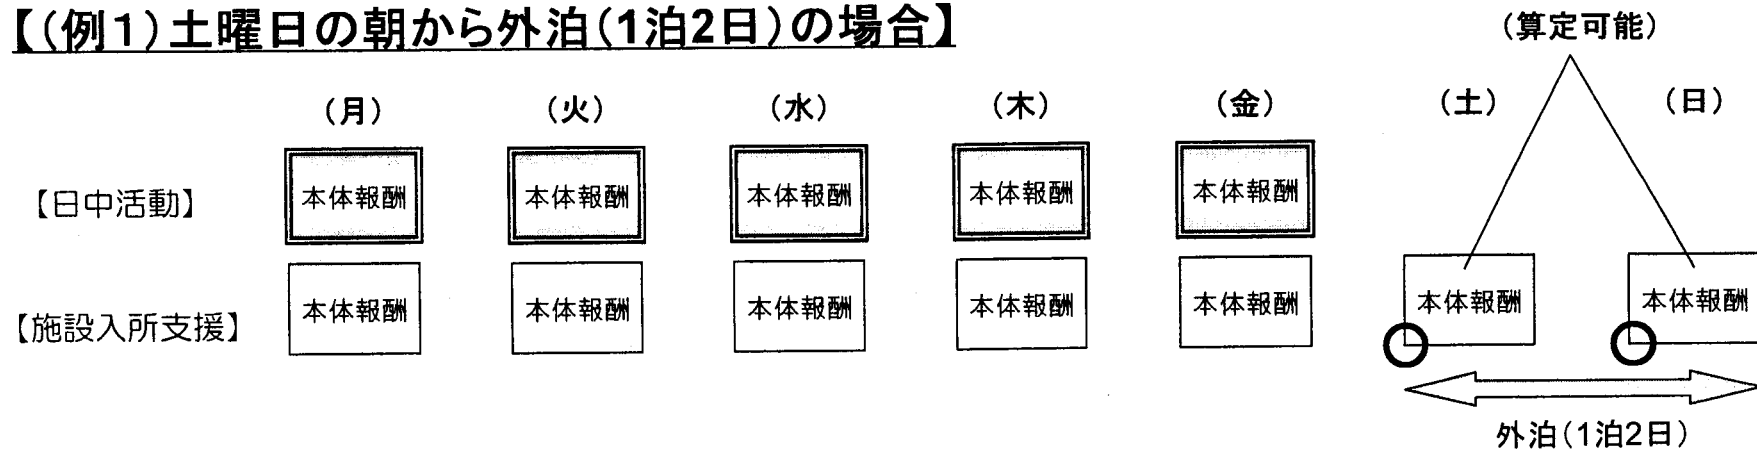 【(例1)土曜日の朝から外泊(1泊2日)の場合】
(算定可能)
(月) (火) (水) (木) (金) (土) (日)
【日中活動】 本体報酬 本体報酬 本体報酬 本体報酬 本体報酬
【施設入所支援】 本体報酬 本体報酬 本体報酬 本体報酬 本体報酬 本体報酬 本体報酬
外泊(1泊2日)